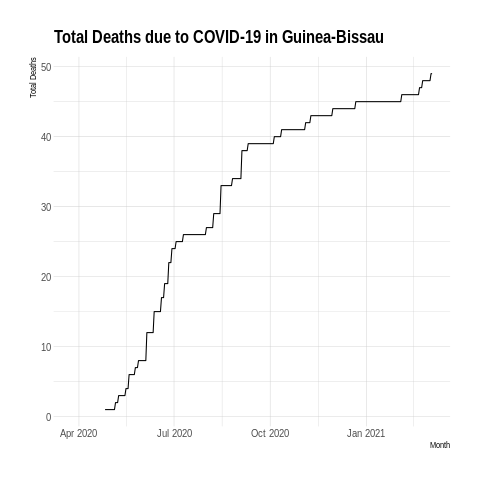 Total Deaths due to COVID-19 in Guinea-Bissau
Total Deaths
50
40
30
20
10
0
Apr 2020
Jul 2020
Oct 2020
Jan 2021
Month